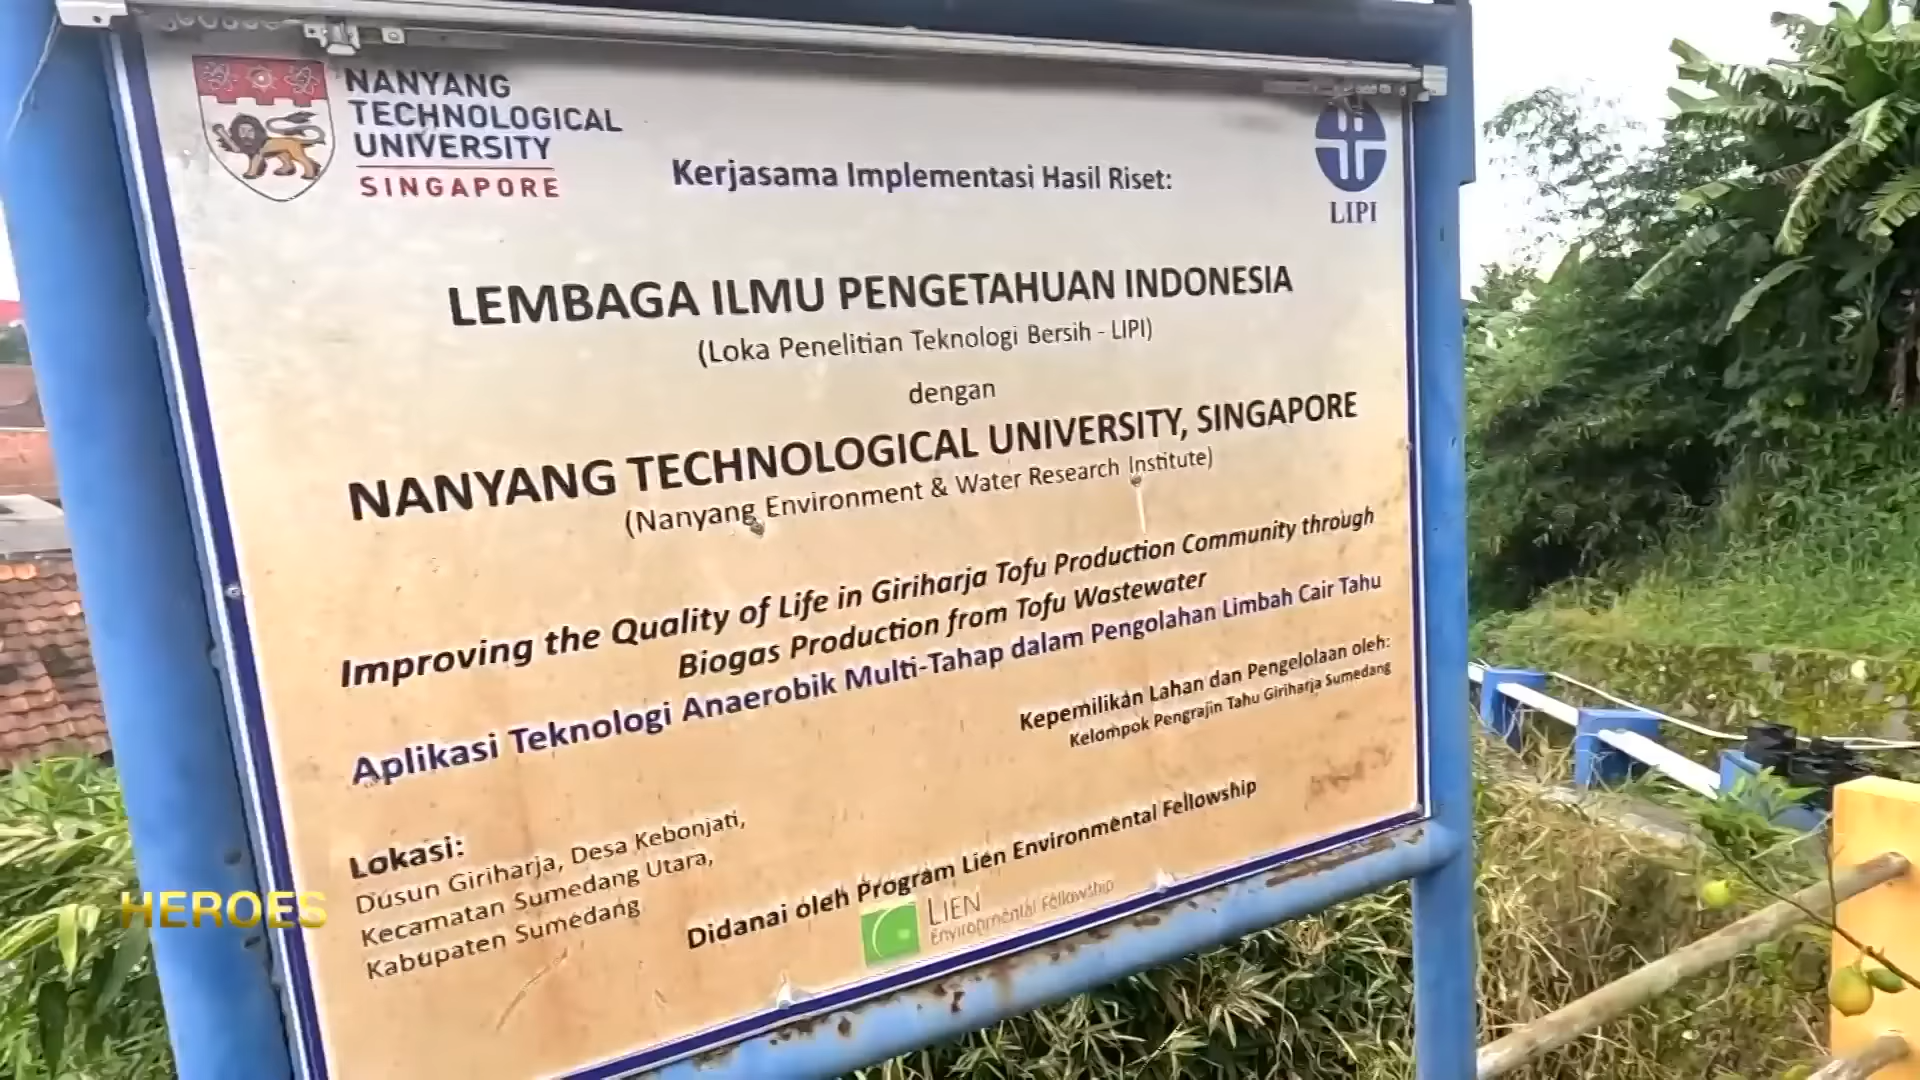 NANYANG
TECHNOLOGICAL
UNIVERSITY
SINGAPORE
LIPI
Kerjasama Implementasi Hasil Riset:
LEMBAGA ILMU PENGETAHUAN INDONESIA
(Loka Penelitian Teknologi Bersih - LIPI)
dengan
NANYANG TECHNOLOGICAL UNIVERSITY, SINGAPORE
(Nanyang Environment & Water Research Institute)
Improving the Quality of Life in Giriharja Tofu Production Community through
Biogas Production from Tofu Wastewater
Aplikasi Teknologi Anaerobik Multi-Tahap dalam Pengolahan Limbah Cair Tahu
Kepemilikan Lahan dan Pengelolaan oleh:
Kelompok Pengrajin Tahu Giriharja Sumedang
Lokasi:
Dusun Giriharja, Desa Kebonjati,
Kecamatan Sumedang Utara,
Kabupaten Sumedang
Didanai oleh Program Lien Environmental Fellowship
LIEN
Environmental Fellowship
HEROES